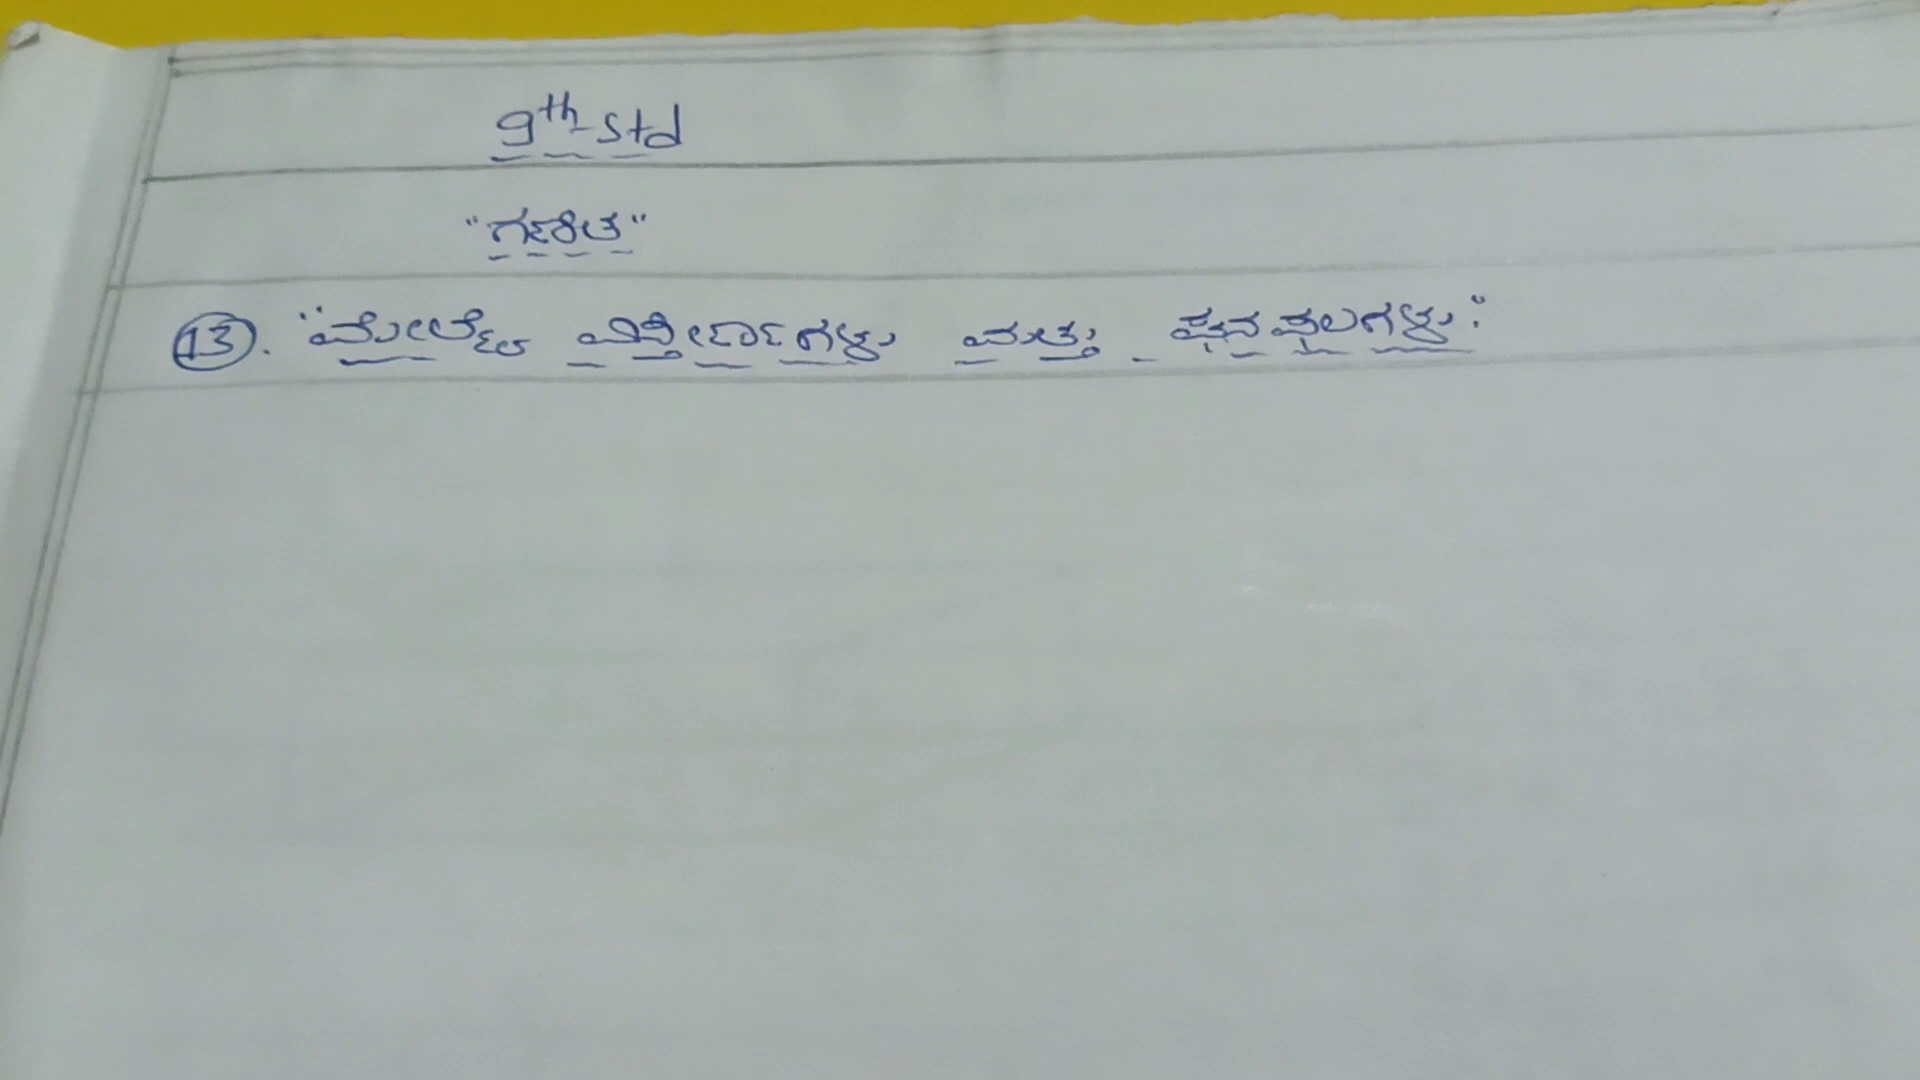 9th std
"ಗಣಿತ"
13. "ಮೇಲ್ಮೈ ವಿಸ್ತೀರ್ಣಗಳು ಮತ್ತು ಘನಫಲಗಳು:"